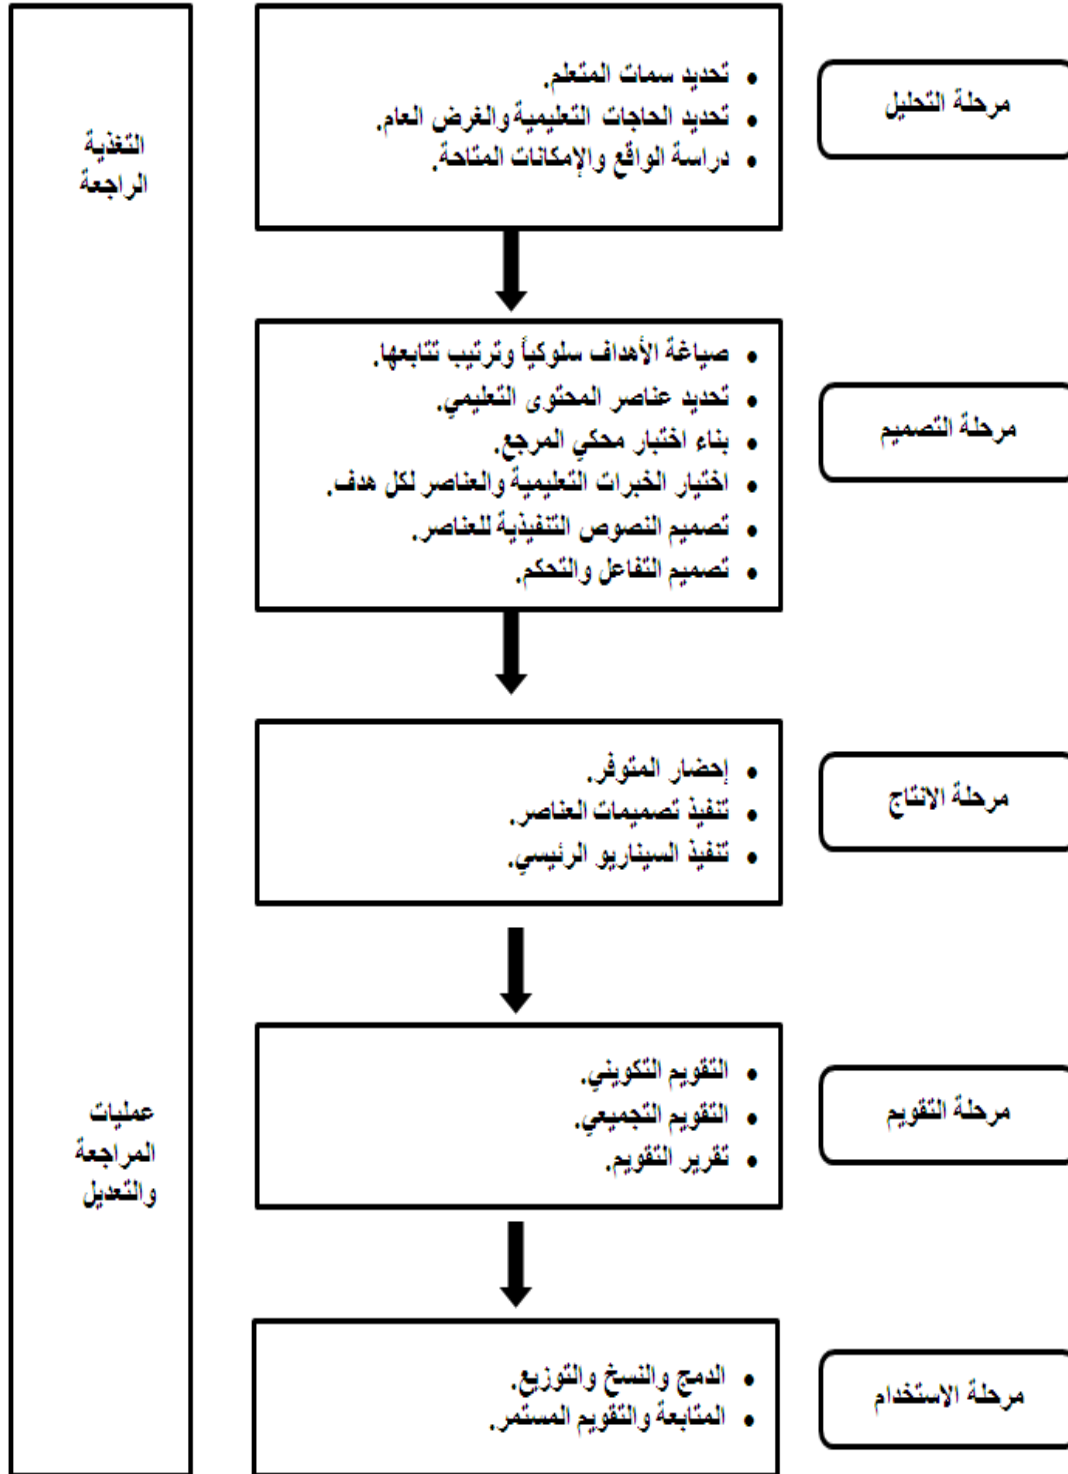 مرحلة التحليل
• تحديد سمات المتعلم.
• تحديد الحاجات التعليمية والغرض العام.
• دراسة الواقع والإمكانات المتاحة.
التغذية
الراجعة
مرحلة التصميم
• صياغة الأهداف سلوكياً وترتيب تتابعها.
• تحديد عناصر المحتوى التعليمي.
• بناء اختبار محكي المرجع.
• اختيار الخبرات التعليمية والعناصر لكل هدف.
• تصميم النصوص التنفيذية للعناصر.
• تصميم التفاعل والتحكم.
مرحلة الانتاج
• إحضار المتوفر.
• تنفيذ تصميمات العناصر.
• تنفيذ السيناريو الرئيسي.
مرحلة التقويم
• التقويم التكويني.
• التقويم التجميعي.
• تقرير التقويم.
عمليات
المراجعة
والتعديل
مرحلة الاستخدام
• الدمج والنسخ والتوزيع.
• المتابعة والتقويم المستمر.